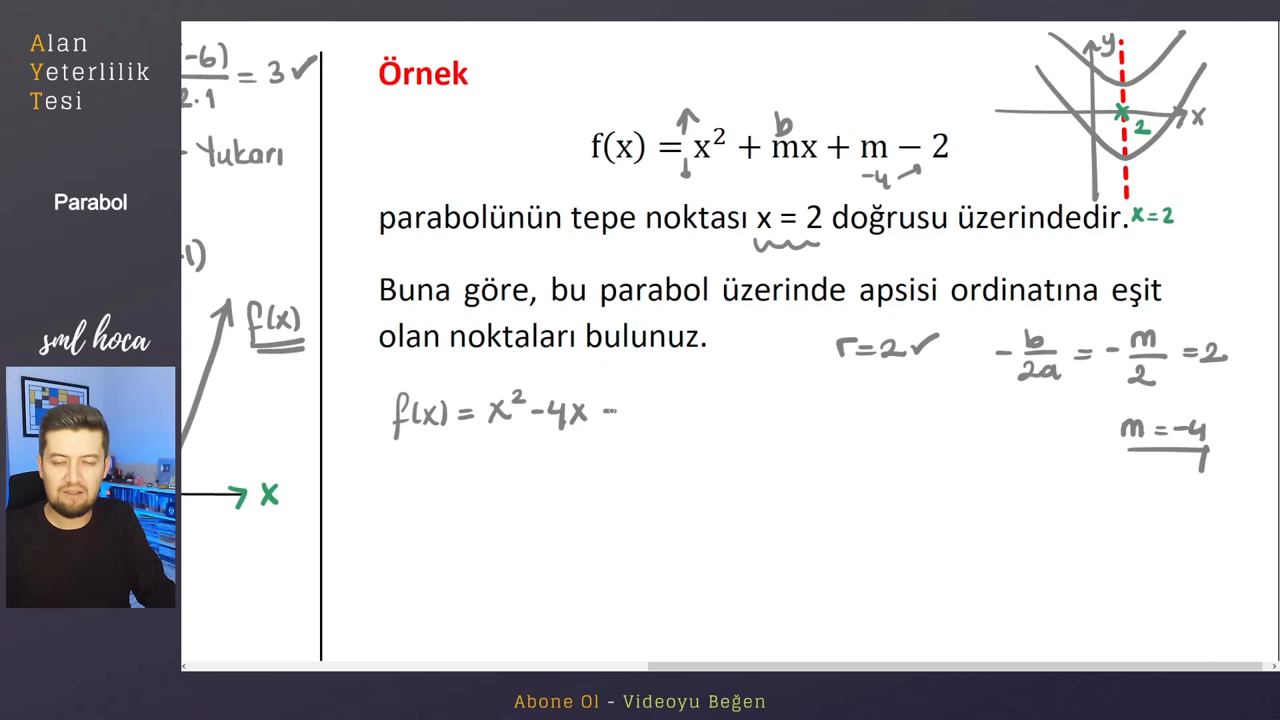 Alan
Yeterlilik
Tesi
Parabol
sml hoca
-6)
2.1
= 3 ✓
Yukarı
1)
f(x)
x
Örnek
f(x) = x² + mx + m − 2
b
-4
parabolünün tepe noktası x = 2 doğrusu üzerindedir.
x=2
y
x
2
Buna göre, bu parabol üzerinde apsisi ordinatına eşit
olan noktaları bulunuz.
r=2 ✓
-b/2a = -m/2 = 2
m = -4
f(x) = x² -4x -
Abone Ol - Videoyu Beğen